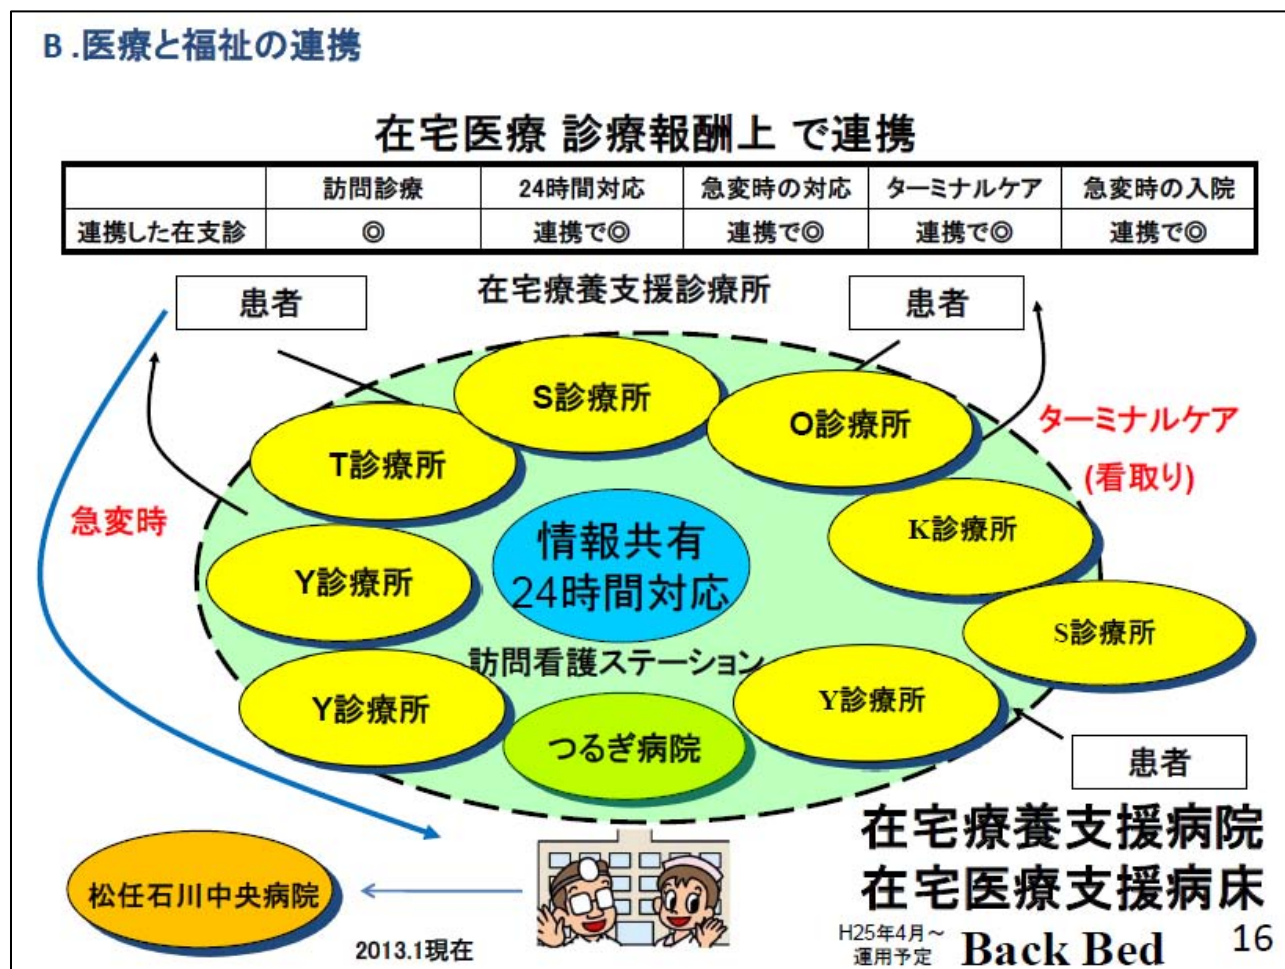 B.医療と福祉の連携
在宅医療 診療報酬上 で連携
訪問診療 24時間対応 急変時の対応 ターミナルケア 急変時の入院
連携した在支診 ◎ 連携で◎ 連携で◎ 連携で◎ 連携で◎
在宅療養支援診療所
患者
患者
S診療所
O診療所
T診療所
ターミナルケア
(看取り)
急変時
K診療所
情報共有
24時間対応
Y診療所
S診療所
訪問看護ステーション
Y診療所
Y診療所
つるぎ病院
患者
在宅療養支援病院
在宅医療支援病床
松任石川中央病院
2013.1現在
H25年4月~
運用予定
Back Bed
16